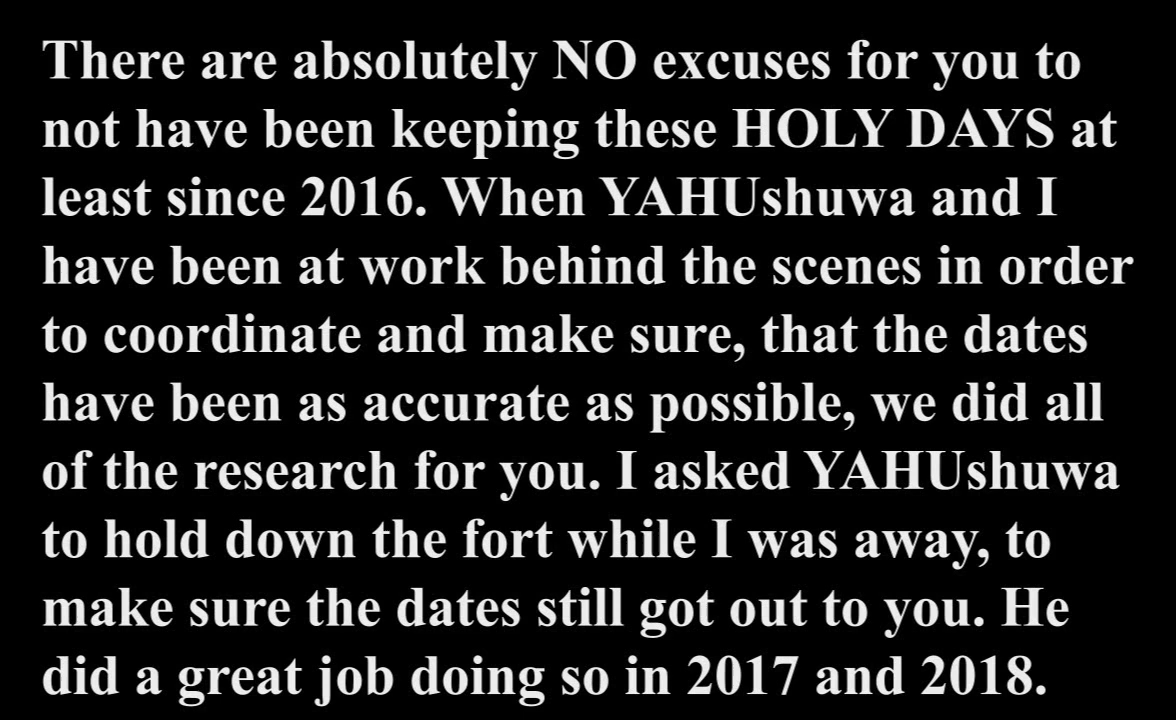 There are absolutely NO excuses for you to
not have been keeping these HOLY DAYS at
least since 2016. When YAHUshuwa and I
have been at work behind the scenes in order
to coordinate and make sure, that the dates
have been as accurate as possible, we did all
of the research for you. I asked YAHUshuwa
to hold down the fort while I was away, to
make sure the dates still got out to you. He
did a great job doing so in 2017 and 2018.